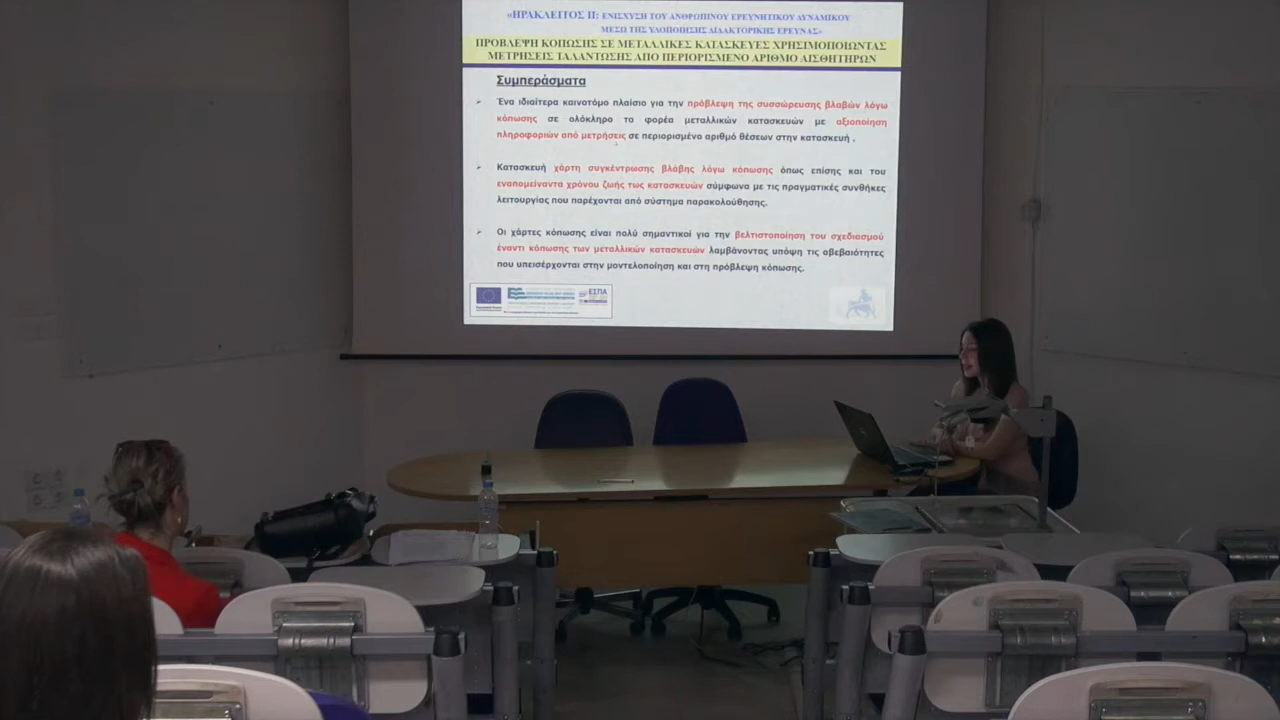 «ΗΡΑΚΛΕΙΤΟΣ ΙΙ: ΕΝΙΣΧΥΣΗ ΤΟΥ ΑΝΘΡΩΠΙΝΟΥ ΕΡΕΥΝΗΤΙΚΟΥ ΔΥΝΑΜΙΚΟΥ
ΜΕΣΩ ΤΗΣ ΥΛΟΠΟΙΗΣΗΣ ΔΙΔΑΚΤΟΡΙΚΗΣ ΕΡΕΥΝΑΣ»
ΠΡΟΒΛΕΨΗ ΚΟΠΩΣΗΣ ΣΕ ΜΕΤΑΛΛΙΚΕΣ ΚΑΤΑΣΚΕΥΕΣ ΧΡΗΣΙΜΟΠΟΙΩΝΤΑΣ
ΜΕΤΡΗΣΕΙΣ ΤΑΛΑΝΤΩΣΗΣ ΑΠΟ ΠΕΡΙΟΡΙΣΜΕΝΟ ΑΡΙΘΜΟ ΑΙΣΘΗΤΗΡΩΝ
Συμπεράσματα
Ένα ιδιαίτερα καινοτόμο πλαίσιο για την πρόβλεψη της συσσώρευσης βλαβών λόγω
κόπωσης σε ολόκληρο το φορέα μεταλλικών κατασκευών με αξιοποίηση
πληροφοριών από μετρήσεις σε περιορισμένο αριθμό θέσεων στην κατασκευή .
Κατασκευή χάρτη συγκέντρωσης βλάβης λόγω κόπωσης όπως επίσης και του
εναπομείναντα χρόνου ζωής τως κατασκευών σύμφωνα με τις πραγματικές συνθήκες
λειτουργίας που παρέχονται από σύστημα παρακολούθησης.
Οι χάρτες κόπωσης είναι πολύ σημαντικοί για την βελτιστοποίηση του σχεδιασμού
έναντι κόπωσης των μεταλλικών κατασκευών λαμβάνοντας υπόψη τις αβεβαιότητες
που υπεισέρχονται στην μοντελοποίηση και στη πρόβλεψη κόπωσης.
ΕΣΠΑ